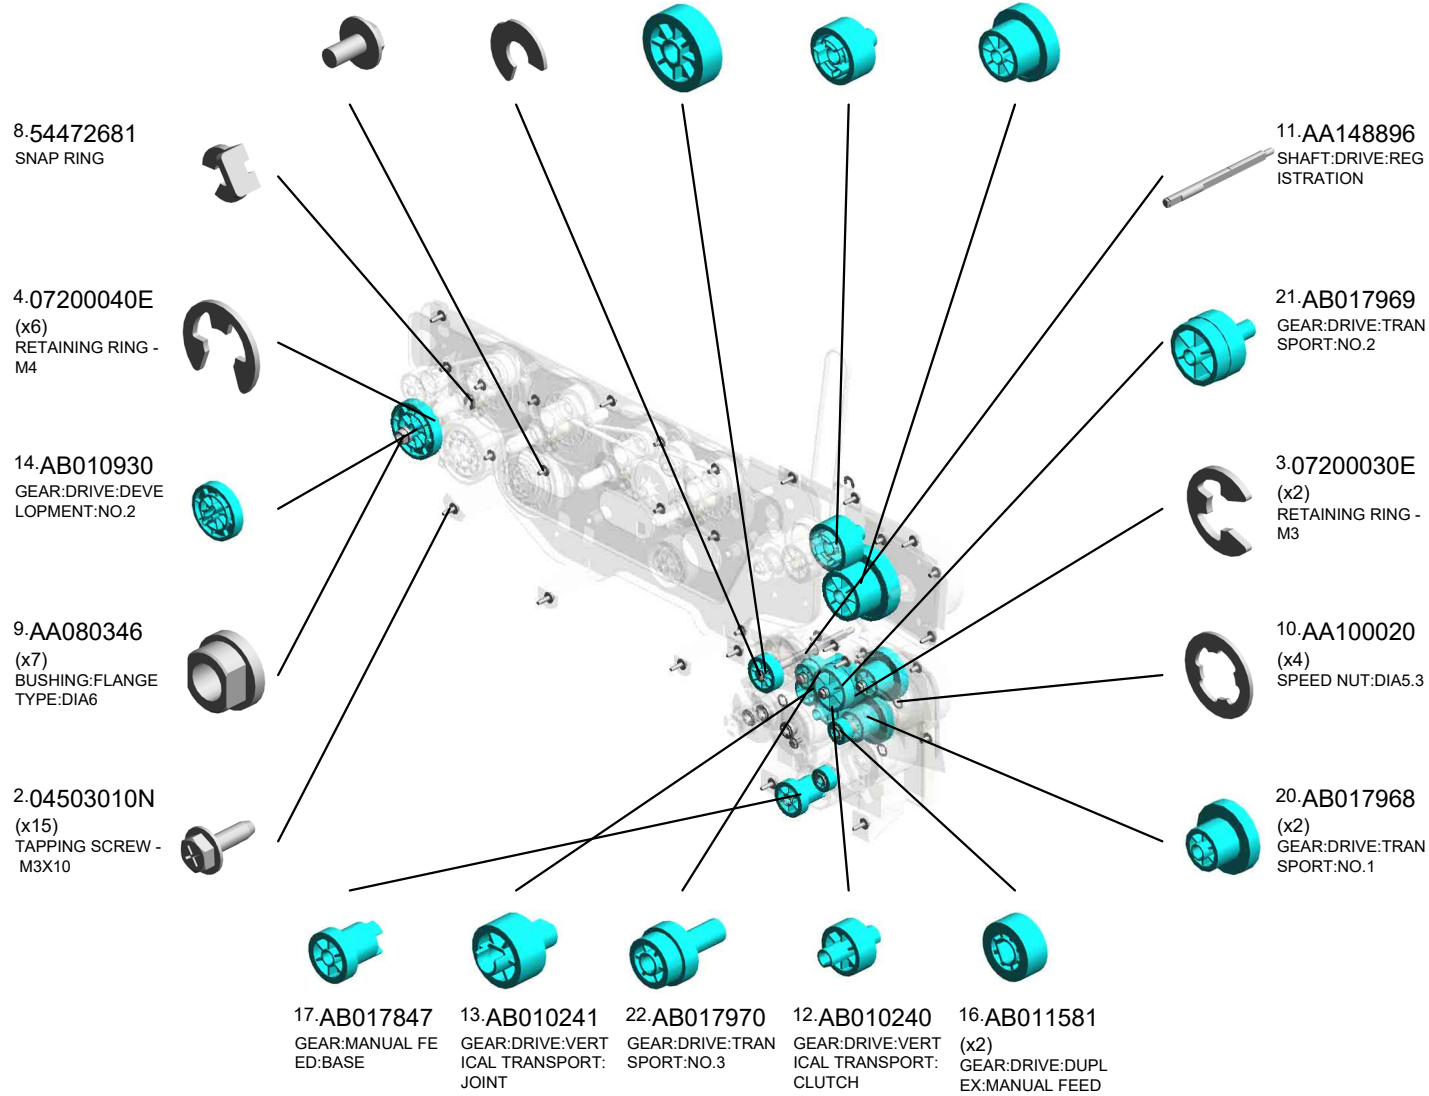 8.54472681
SNAP RING
4.07200040E
(x6)
RETAINING RING -
M4
14.AB010930
GEAR:DRIVE:DEVE
LOPMENT:NO.2
9.AA080346
(x7)
BUSHING:FLANGE
TYPE:DIA6
2.04503010N
(x15)
TAPPING SCREW -
M3X10
11.AA148896
SHAFT:DRIVE:REG
ISTRATION
21.AB017969
GEAR:DRIVE:TRAN
SPORT:NO.2
3.07200030E
(x2)
RETAINING RING -
M3
10.AA100020
(x4)
SPEED NUT:DIA5.3
20.AB017968
(x2)
GEAR:DRIVE:TRAN
SPORT:NO.1
17.AB017847
GEAR:MANUAL FE
ED:BASE
13.AB010241
GEAR:DRIVE:VERT
ICAL TRANSPORT:
JOINT
22.AB017970
GEAR:DRIVE:TRAN
SPORT:NO.3
12.AB010240
GEAR:DRIVE:VERT
ICAL TRANSPORT:
CLUTCH
16.AB011581
(x2)
GEAR:DRIVE:DUPL
EX:MANUAL FEED